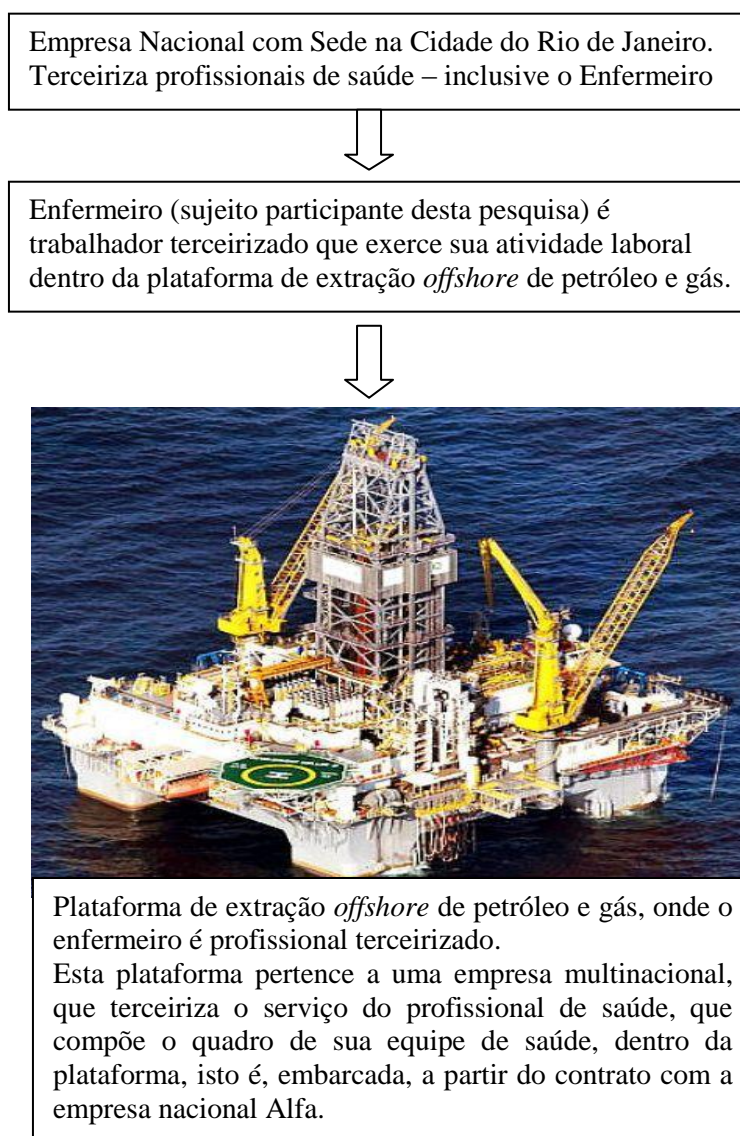 Empresa Nacional com Sede na Cidade do Rio de Janeiro.
Terceiriza profissionais de saúde – inclusive o Enfermeiro
Enfermeiro (sujeito participante desta pesquisa) é
trabalhador terceirizado que exerce sua atividade laboral
dentro da plataforma de extração offshore de petróleo e gás.
H
Plataforma de extração offshore de petróleo e gás, onde o
enfermeiro é profissional terceirizado.
Esta plataforma pertence a uma empresa multinacional,
que terceiriza o serviço do profissional de saúde, que
compõe o quadro de sua equipe de saúde, dentro da
plataforma, isto é, embarcada, a partir do contrato com a
empresa nacional Alfa.